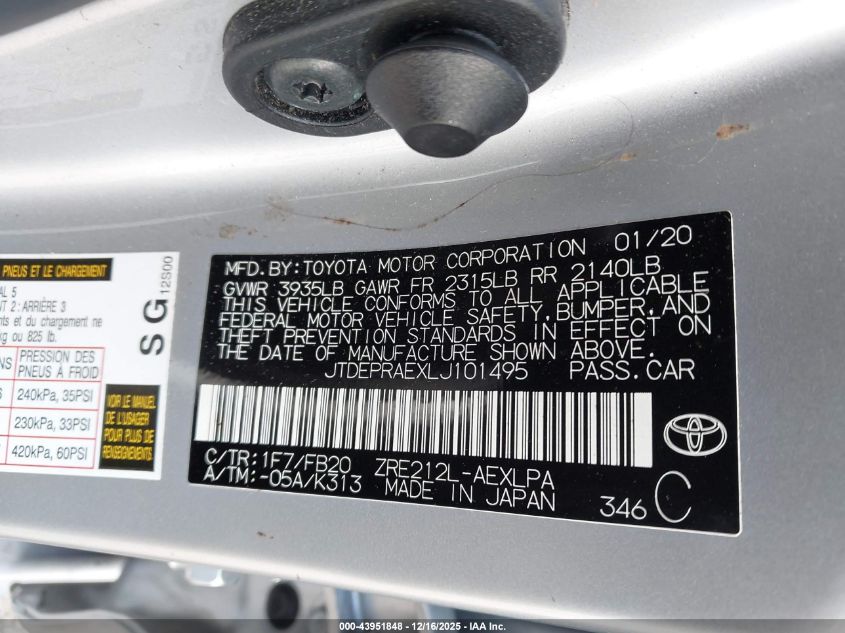 PNEUS ET LE CHARGEMENT
AL 5
NT 2 : ARRIÈRE 3
nts et du chargement ne
kg ou 825 lb.
PRESSION DES
PNEUS À FROID
240kPa, 35PSI
230kPa, 33PSI
420kPa, 60PSI
SG 12S00
VOIR LE MANUEL
DE L'USAGER
POUR PLUS DE
RENSEIGNEMENTS
MFD. BY: TOYOTA MOTOR CORPORATION 01/20
GVWR 3935LB GAWR FR 2315LB RR 2140LB
THIS VEHICLE CONFORMS TO ALL APPLICABLE
FEDERAL MOTOR VEHICLE SAFETY, BUMPER, AND
THEFT PREVENTION STANDARDS IN EFFECT ON
THE DATE OF MANUFACTURE SHOWN ABOVE.
JTDEPRAEXLJ101495 PASS. CAR
C/TR: 1F7/FB20 ZRE212L-AEXLPA
A/TM: -05A/K313 MADE IN JAPAN
346 C
TOYOTA
000-43951848 - 12/16/2025 - IAA Inc.